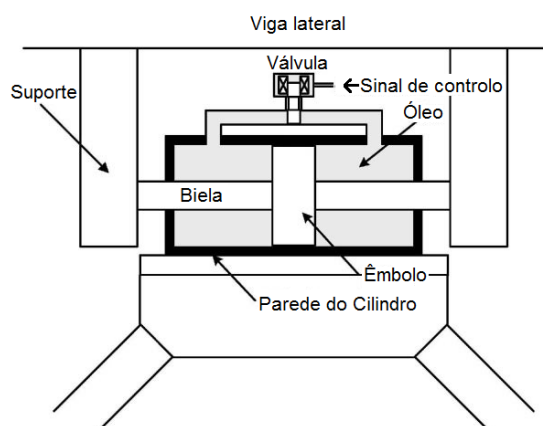 Viga lateral
Válvula
Sinal de controlo
Suporte
Óleo
Biela
Êmbolo
Parede do Cilindro